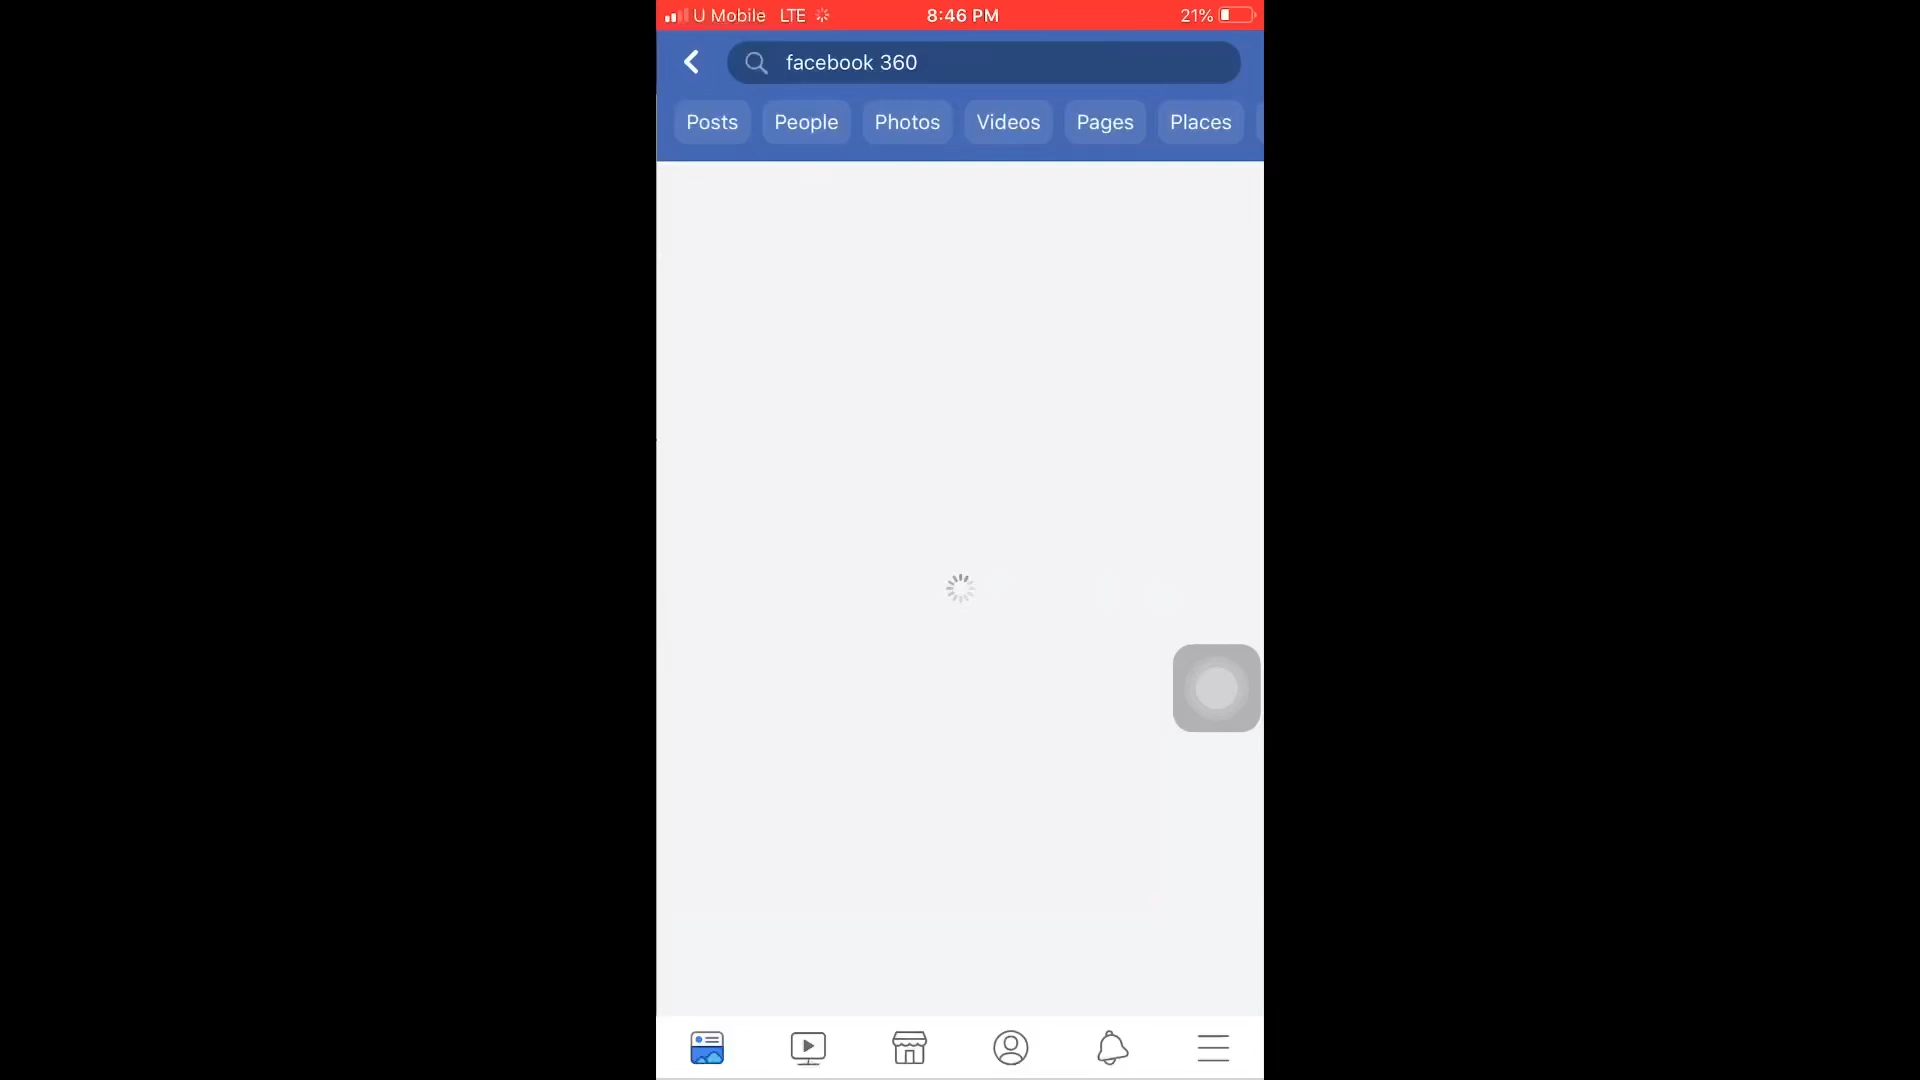 U Mobile LTE 8:46 PM 21%
facebook 360
Posts People Photos Videos Pages Places